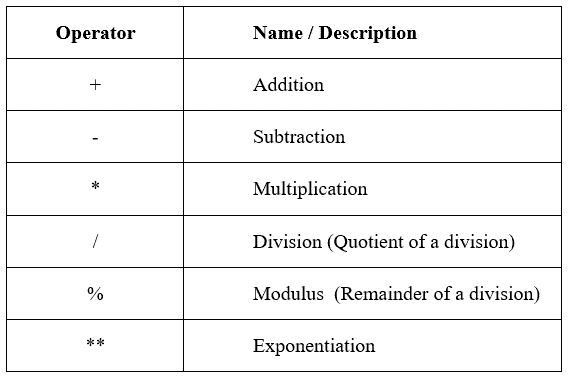 Operator Name / Description
+ Addition
- Subtraction
* Multiplication
/ Division (Quotient of a division)
% Modulus  (Remainder of a division)
** Exponentiation